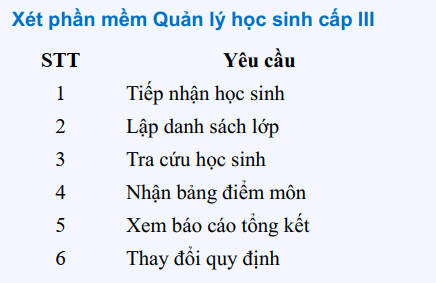 Xét phần mềm Quản lý học sinh cấp III
STT Yêu cầu
1 Tiếp nhận học sinh
2 Lập danh sách lớp
3 Tra cứu học sinh
4 Nhận bảng điểm môn
5 Xem báo cáo tổng kết
6 Thay đổi quy định